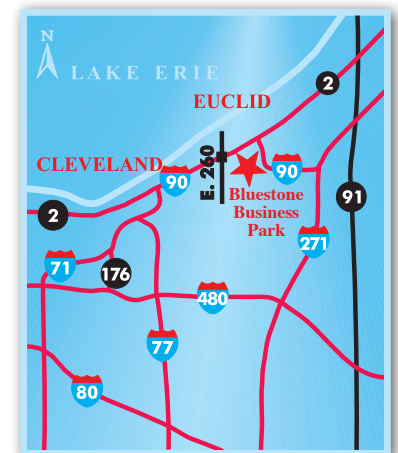 N
LAKE ERIE
2
EUCLID
E. 260
CLEVELAND
90
90
Bluestone
Business
Park
91
2
271
71
176
480
77
80